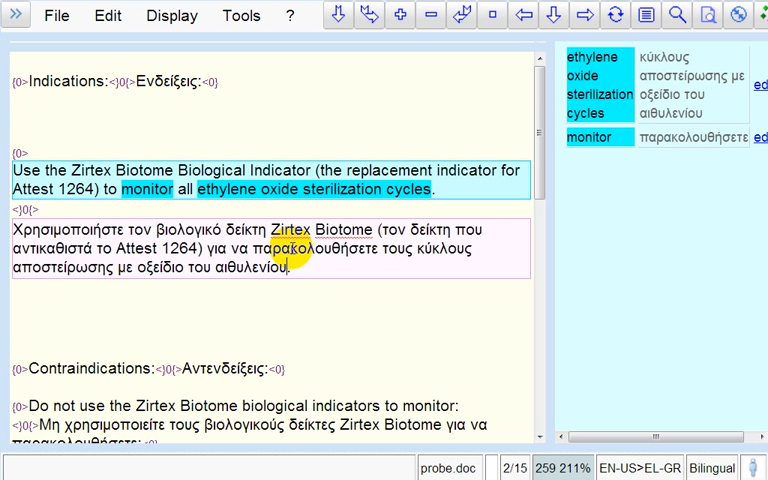 File Edit Display Tools ?
{0>Indications:<}0{>Ενδείξεις:<0}
{0>
Use the Zirtex Biotome Biological Indicator (the replacement indicator for
Attest 1264) to monitor all ethylene oxide sterilization cycles.
<}0{>
Χρησιμοποιήστε τον βιολογικό δείκτη Zirtex Biotome (τον δείκτη που
αντικαθιστά το Attest 1264) για να παρακολουθήσετε τους κύκλους
αποστείρωσης με οξείδιο του αιθυλενίου.
{0>Contraindications:<}0{>Αντενδείξεις:<0}
{0>Do not use the Zirtex Biotome biological indicators to monitor:
<}0{>Μη χρησιμοποιείτε τους βιολογικούς δείκτες Zirtex Biotome για να
παρακολουθήσετε:<0}
ethylene κύκλους
oxide αποστείρωσης με
sterilization οξείδιο του
cycles αιθυλενίου
ed
monitor παρακολουθήσετε ed
probe.doc 2/15 259 211% EN-US>EL-GR Bilingual